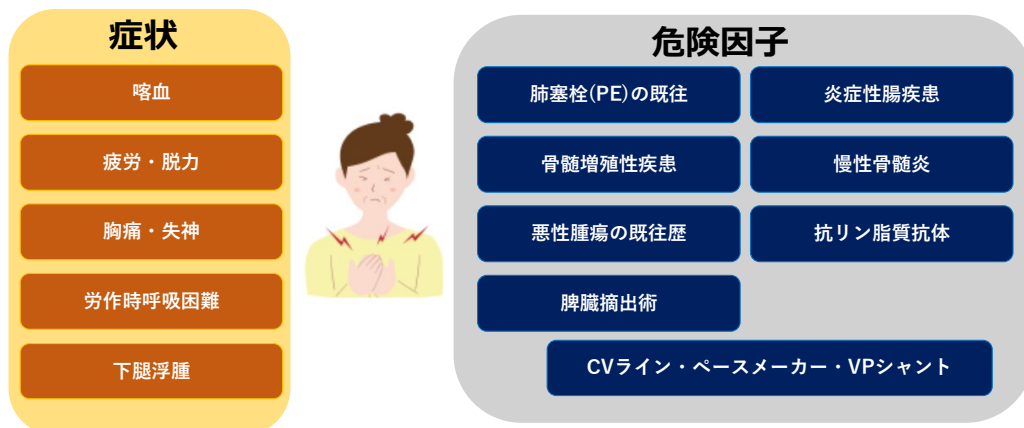 症状
喀血
疲労・脱力
胸痛・失神
労作時呼吸困難
下腿浮腫
危険因子
肺塞栓(PE)の既往
炎症性腸疾患
骨髄増殖性疾患
慢性骨髄炎
悪性腫瘍の既往歴
抗リン脂質抗体
脾臓摘出術
CVライン・ペースメーカー・VPシャント